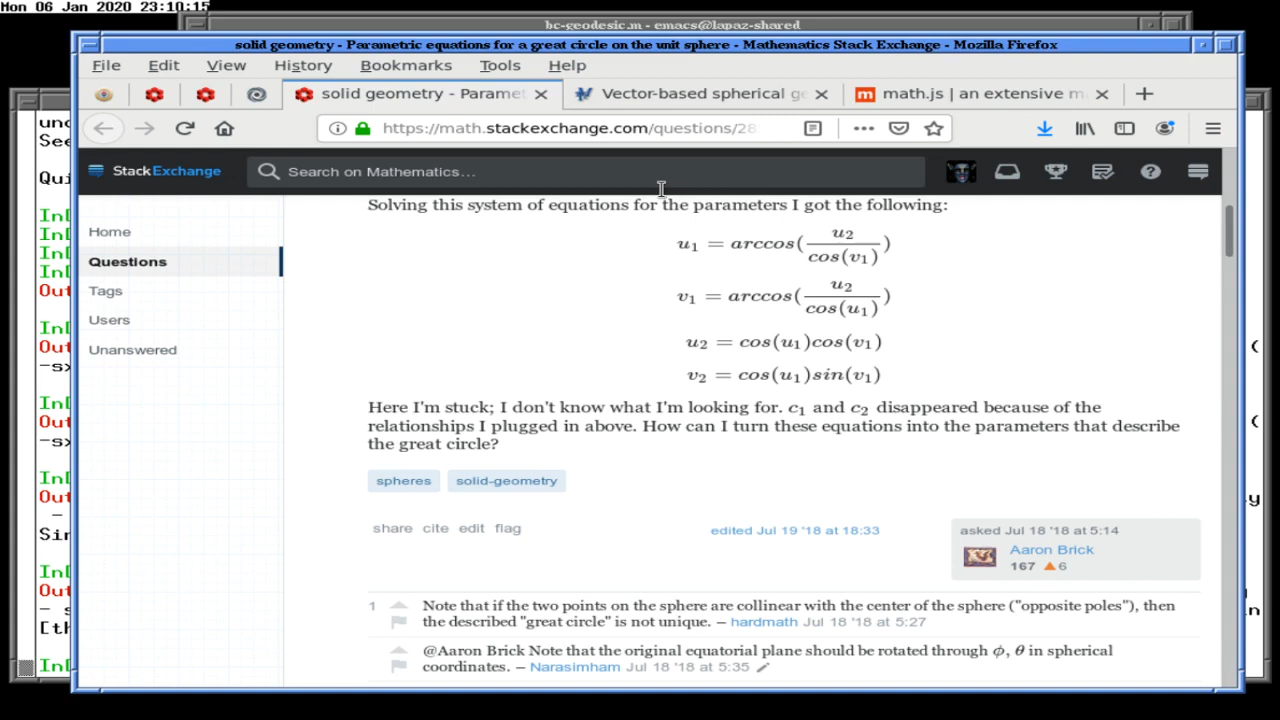 Mon 06 Jan 2020 23:10:15
bc-geodesic.m - emacs@lapaz-shared
solid geometry - Parametric equations for a great circle on the unit sphere - Mathematics Stack Exchange - Mozilla Firefox
File Edit View History Bookmarks Tools Help
solid geometry - Paramet
Vector-based spherical ge
math.js | an extensive m
https://math.stackexchange.com/questions/28
StackExchange
Search on Mathematics…
Home
Questions
Tags
Users
Unanswered
Solving this system of equations for the parameters I got the following:
u₁ = arccos(u₂/cos(v₁))
v₁ = arccos(u₂/cos(u₁))
u₂ = cos(u₁)cos(v₁)
v₂ = cos(u₁)sin(v₁)
Here I'm stuck; I don't know what I'm looking for. c₁ and c₂ disappeared because of the
relationships I plugged in above. How can I turn these equations into the parameters that describe
the great circle?
spheres solid-geometry
share cite edit flag
edited Jul 19 '18 at 18:33
asked Jul 18 '18 at 5:14
Aaron Brick
167 ▲6
1
Note that if the two points on the sphere are collinear with the center of the sphere ("opposite poles"), then
the described "great circle" is not unique. – hardmath Jul 18 '18 at 5:27
@Aaron Brick Note that the original equatorial plane should be rotated through ϕ, θ in spherical
coordinates. – Narasimham Jul 18 '18 at 5:35